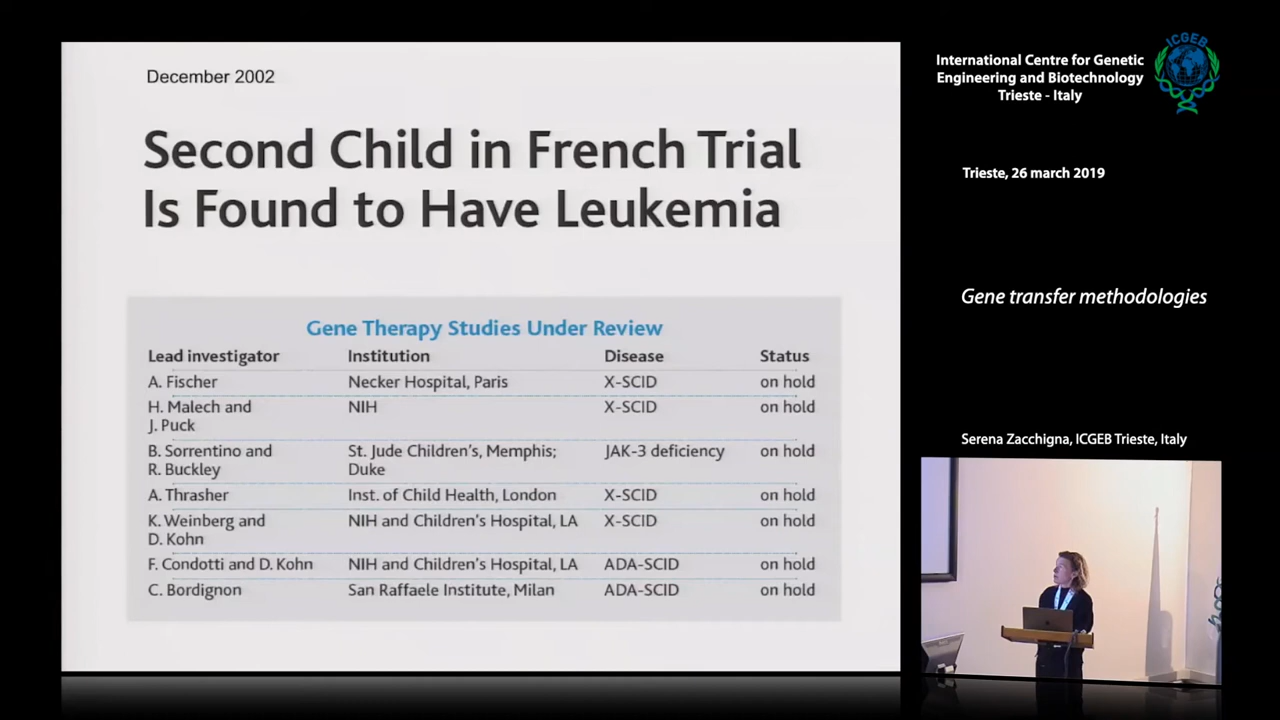 December 2002
Second Child in French Trial
Is Found to Have Leukemia
Gene Therapy Studies Under Review
Lead investigator Institution Disease Status
A. Fischer Necker Hospital, Paris X-SCID on hold
H. Malech and NIH X-SCID on hold
J. Puck
B. Sorrentino and St. Jude Children's, Memphis; JAK-3 deficiency on hold
R. Buckley Duke
A. Thrasher Inst. of Child Health, London X-SCID on hold
K. Weinberg and NIH and Children's Hospital, LA X-SCID on hold
D. Kohn
F. Condotti and D. Kohn NIH and Children's Hospital, LA ADA-SCID on hold
C. Bordignon San Raffaele Institute, Milan ADA-SCID on hold
International Centre for Genetic
Engineering and Biotechnology
Trieste - Italy
ICGEB
Trieste, 26 march 2019
Gene transfer methodologies
Serena Zacchigna, ICGEB Trieste, Italy